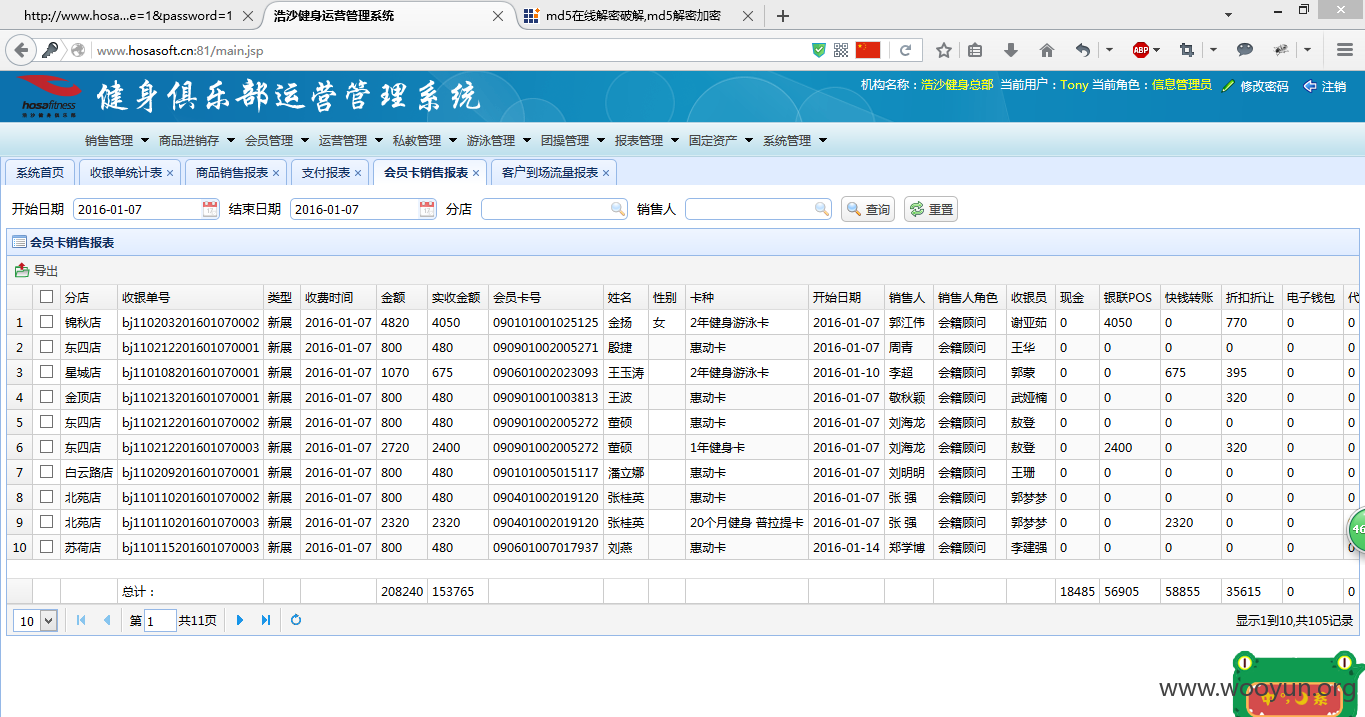 http://www.hosa...e=1&password=1 浩沙健身运营管理系统 md5在线解密破解,md5解密加密
www.hosasoft.cn:81/main.jsp ABP
hosafitness 健身俱乐部运营管理系统 机构名称：浩沙健身总部 当前用户：Tony 当前角色：信息管理员 修改密码 注销
销售管理 商品进销存 会员管理 运营管理 私教管理 游泳管理 团操管理 报表管理 固定资产 系统管理
系统首页 收银单统计表 商品销售报表 支付报表 会员卡销售报表 客户到场流量报表
开始日期 2016-01-07 结束日期 2016-01-07 分店 销售人 查询 重置
会员卡销售报表
导出
分店 收银单号 类型 收费时间 金额 实收金额 会员卡号 姓名 性别 卡种 开始日期 销售人 销售人角色 收银员 现金 银联POS 快钱转账 折扣折让 电子钱包 代
1 锦秋店 bj110203201601070002 新展 2016-01-07 4820 4050 090101001025125 金扬 女 2年健身游泳卡 2016-01-07 郭江伟 会籍顾问 谢亚茹 0 4050 0 770 0 0
2 东四店 bj110212201601070001 新展 2016-01-07 800 480 090901002005271 殷捷 惠动卡 2016-01-07 周青 会籍顾问 王华 0 0 0 0 0 0
3 星城店 bj110108201601070001 新展 2016-01-07 1070 675 090601002023093 王玉涛 2年健身游泳卡 2016-01-10 李超 会籍顾问 郭蒙 0 0 675 395 0 0
4 金顶店 bj110213201601070001 新展 2016-01-07 800 480 090601001003813 王波 惠动卡 2016-01-07 敬秋颖 会籍顾问 武娅楠 0 0 0 320 0 0
5 东四店 bj110212201601070002 新展 2016-01-07 800 480 090901002005272 董硕 惠动卡 2016-01-07 刘海龙 会籍顾问 敖登 0 0 0 0 0 0
6 东四店 bj110212201601070003 新展 2016-01-07 2720 2400 090901002005272 董硕 1年健身卡 2016-01-07 刘海龙 会籍顾问 敖登 0 2400 0 320 0 0
7 白云路店 bj110209201601070001 新展 2016-01-07 800 480 090101005015117 潘立娜 惠动卡 2016-01-07 刘明明 会籍顾问 王珊 0 0 0 0 0 0
8 北苑店 bj110110201601070002 新展 2016-01-07 800 480 090401002019120 张桂英 惠动卡 2016-01-07 张 强 会籍顾问 郭梦梦 0 0 0 0 0 0
9 北苑店 bj110110201601070003 新展 2016-01-07 2320 2320 090401002019120 张桂英 20个月健身 普拉提卡 2016-01-07 张 强 会籍顾问 郭梦梦 0 0 2320 0 0 0
10 苏荷店 bj110115201601070003 新展 2016-01-07 800 480 090601007017937 刘燕 惠动卡 2016-01-14 郑学博 会籍顾问 李建强 0 0 0 0 0 0
46
总计： 208240 153765 18485 56905 58855 35615 0 0
10 第 1 共11页 显示1到10,共105记录
www.wooyun.org